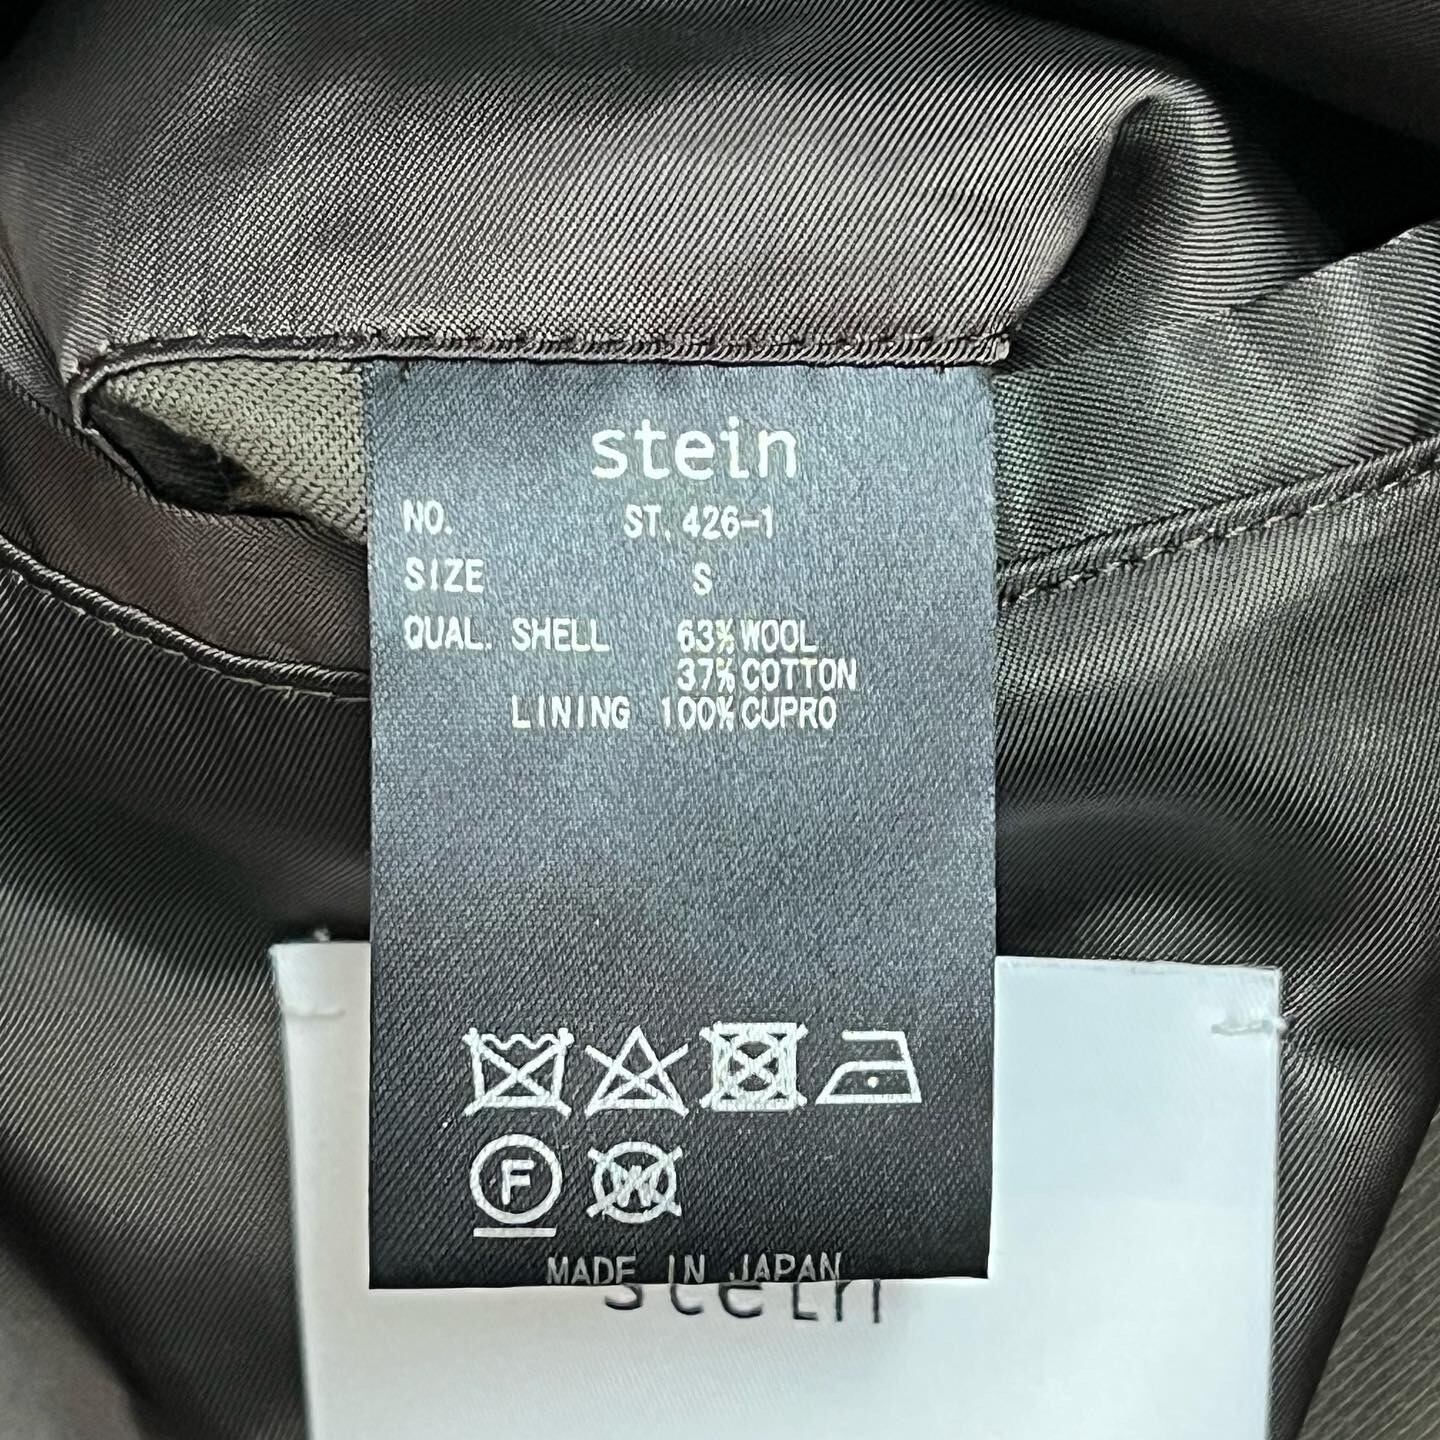 stein
NO. ST. 426-1
SIZE S
QUAL. SHELL 63% WOOL
37% COTTON
LINING 100% CUPRO
F
W
MADE IN JAPAN
stein